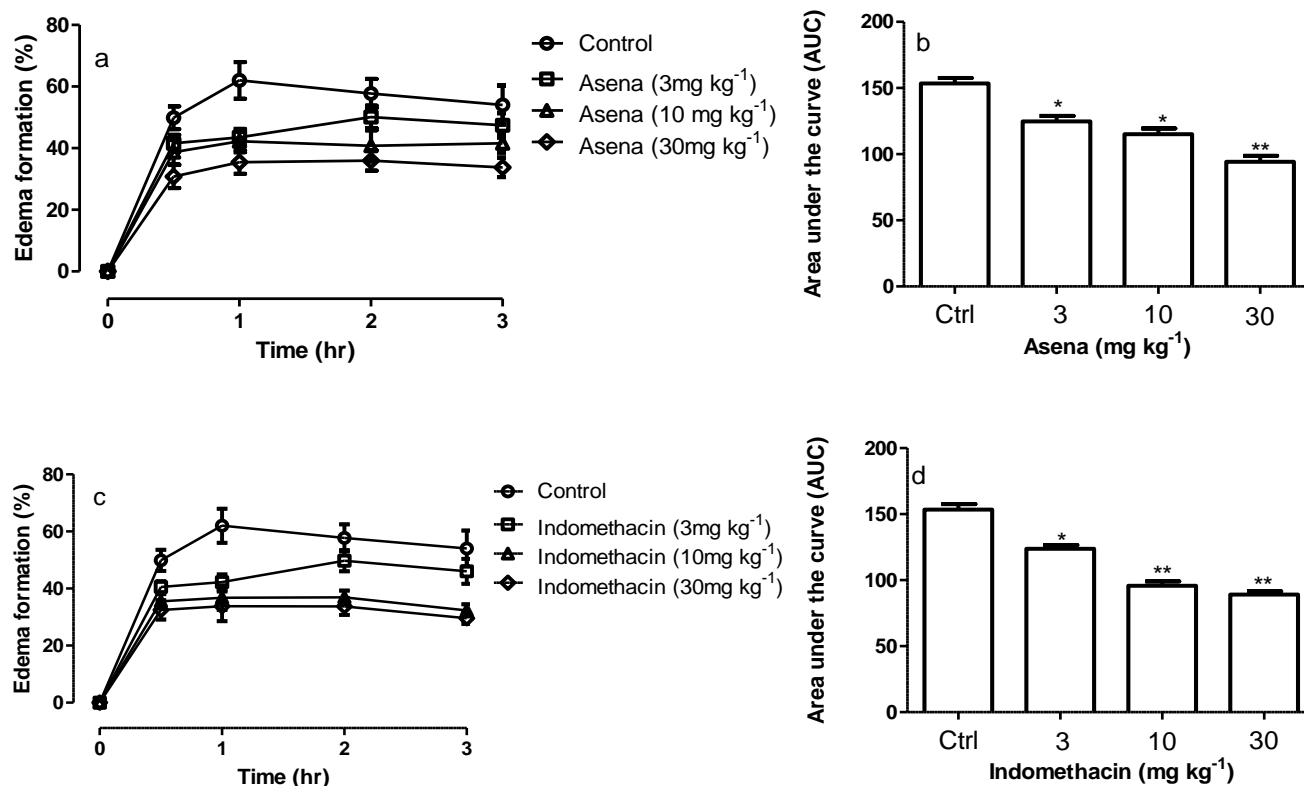 a
Edema formation (%)
80
60
40
20
0
0 1 2 3
Time (hr)
Control
Asena (3mg kg⁻¹)
Asena (10 mg kg⁻¹)
Asena (30mg kg⁻¹)
b
Area under the curve (AUC)
200
150
100
50
0
*
*
**
Ctrl 3 10 30
Asena (mg kg⁻¹)
c
Edema formation (%)
80
60
40
20
0
0 1 2 3
Time (hr)
Control
Indomethacin (3mg kg⁻¹)
Indomethacin (10mg kg⁻¹)
Indomethacin (30mg kg⁻¹)
d
Area under the curve (AUC)
200
150
100
50
0
*
**
**
Ctrl 3 10 30
Indomethacin (mg kg⁻¹)